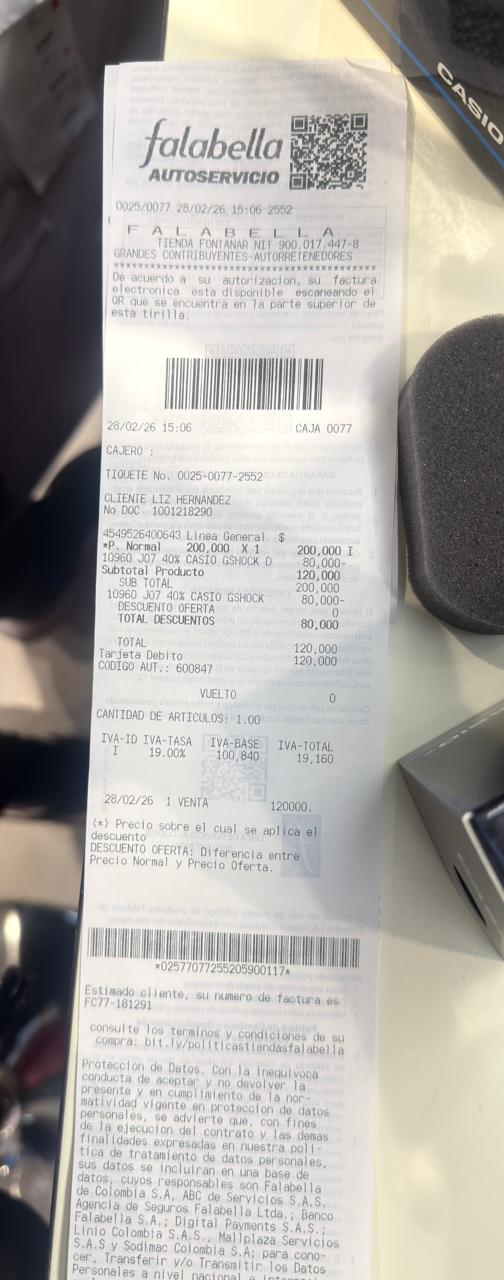 CASIO
falabella
AUTOSERVICIO
0025/0077 28/02/26 15:06 2552
F A L A B E L L A
TIENDA FONTANAR NIT 900.017.447-8
GRANDES CONTRIBUYENTES-AUTORRETENEDORES
****************************************
De acuerdo a su autorizacion, su factura
electronica esta disponible escaneando el
QR que se encuentra en la parte superior de
esta tirilla.
28/02/26 15:06 CAJA 0077
CAJERO :
TIQUETE No. 0025-0077-2552
CLIENTE LIZ HERNANDEZ
No DOC 1001218290
4549526400643 Linea General $
*P. Normal 200,000 X 1 200,000 I
10960 J07 40% CASIO GSHOCK D 80,000-
Subtotal Producto 120,000
SUB TOTAL 200,000
10960 J07 40% CASIO GSHOCK 80,000-
DESCUENTO OFERTA 0
TOTAL DESCUENTOS 80,000
TOTAL 120,000
Tarjeta Debito 120,000
CODIGO AUT.: 600847
VUELTO 0
CANTIDAD DE ARTICULOS: 1.00
IVA-ID IVA-TASA IVA-BASE IVA-TOTAL
I 19.00% 100,840 19,160
28/02/26 1 VENTA 120000.
(*) Precio sobre el cual se aplica el
descuento
DESCUENTO OFERTA: Diferencia entre
Precio Normal y Precio Oferta.
*02577077255205900117*
Estimado cliente, su numero de factura es
FC77-181291
consulte los terminos y condiciones de su
compra: bit.ly/politicastiendasfalabella
Proteccion de Datos. Con la inequivoca
conducta de aceptar y no devolver la
presente y en cumplimiento de la nor-
matividad vigente en proteccion de datos
personales, se advierte que, con fines
de la ejecucion del contrato y las demas
finalidades expresadas en nuestra poli-
tica de tratamiento de datos personales,
sus datos se incluiran en una base de
datos, cuyos responsables son Falabella
de Colombia S.A, ABC de Servicios S.A.S,
Agencia de Seguros Falabella Ltda.; Banco
Falabella S.A.; Digital Payments S.A.S.;
Linio Colombia S.A.S., Mallplaza Servicios
S.A.S y Sodimac Colombia S.A; para cono-
cer, Transferir y/o Transmitir los Datos
Personales a nivel nacional e